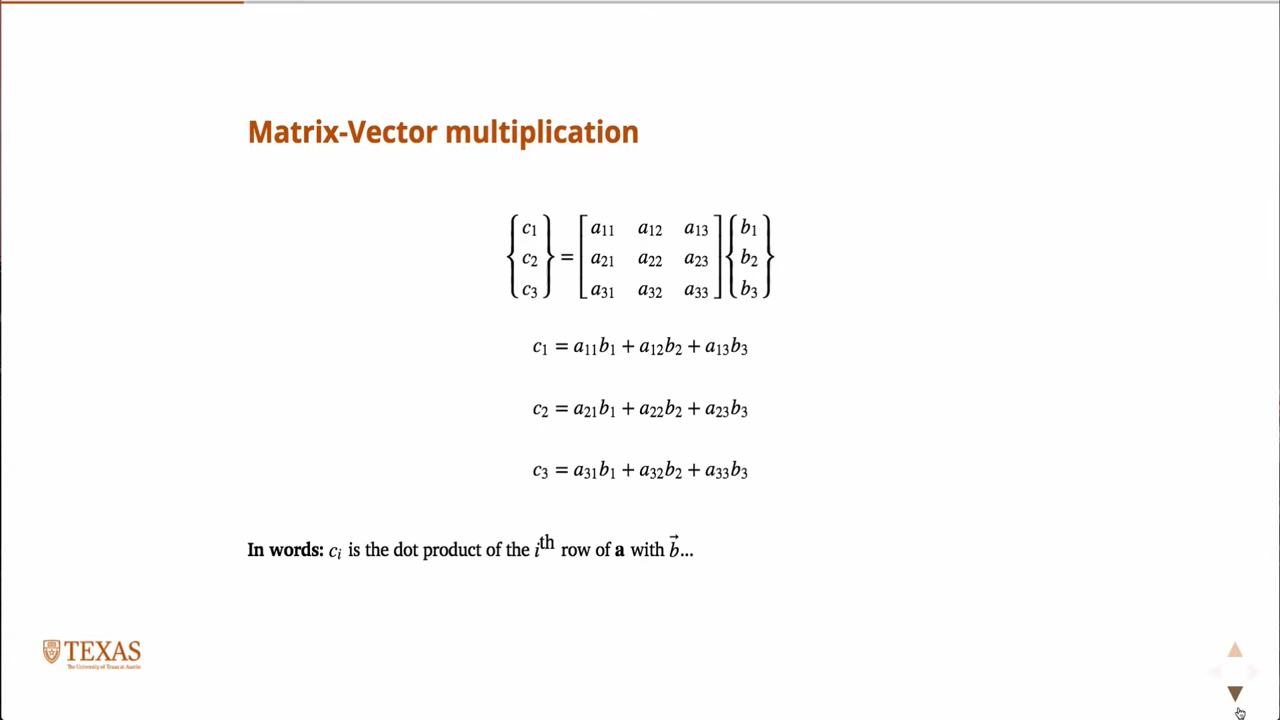 Matrix-Vector multiplication
{c₁ c₂ c₃} = [a₁₁ a₁₂ a₁₃ a₂₁ a₂₂ a₂₃ a₃₁ a₃₂ a₃₃] {b₁ b₂ b₃}
c₁ = a₁₁b₁ + a₁₂b₂ + a₁₃b₃
c₂ = a₂₁b₁ + a₂₂b₂ + a₂₃b₃
c₃ = a₃₁b₁ + a₃₂b₂ + a₃₃b₃
In words: cᵢ is the dot product of the iᵗʰ row of a with b⃗...
TEXAS
The University of Texas at Austin